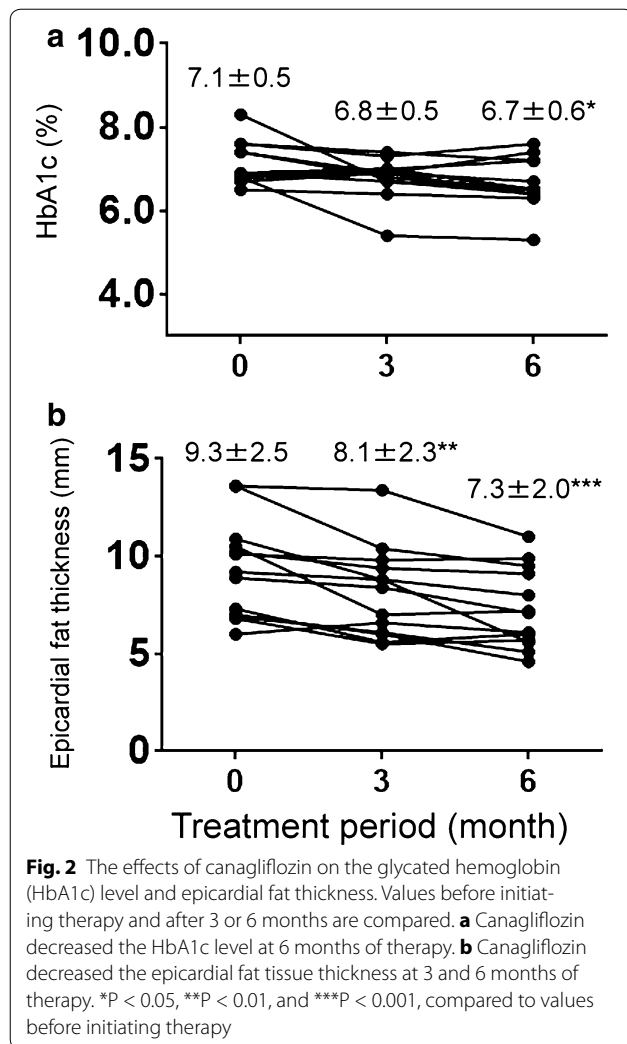 a
10.0
7.1±0.5
6.8±0.5 6.7±0.6*
8.0
HbA1c (%)
6.0
4.0
0 3 6
b
9.3±2.5 8.1±2.3**
15
7.3±2.0***
Epicardial fat thickness (mm)
10
5
0
0 3 6
Treatment period (month)
Fig. 2 The effects of canagliflozin on the glycated hemoglobin
(HbA1c) level and epicardial fat thickness. Values before initiat-
ing therapy and after 3 or 6 months are compared. a Canagliflozin
decreased the HbA1c level at 6 months of therapy. b Canagliflozin
decreased the epicardial fat tissue thickness at 3 and 6 months of
therapy. *P < 0.05, **P < 0.01, and ***P < 0.001, compared to values
before initiating therapy